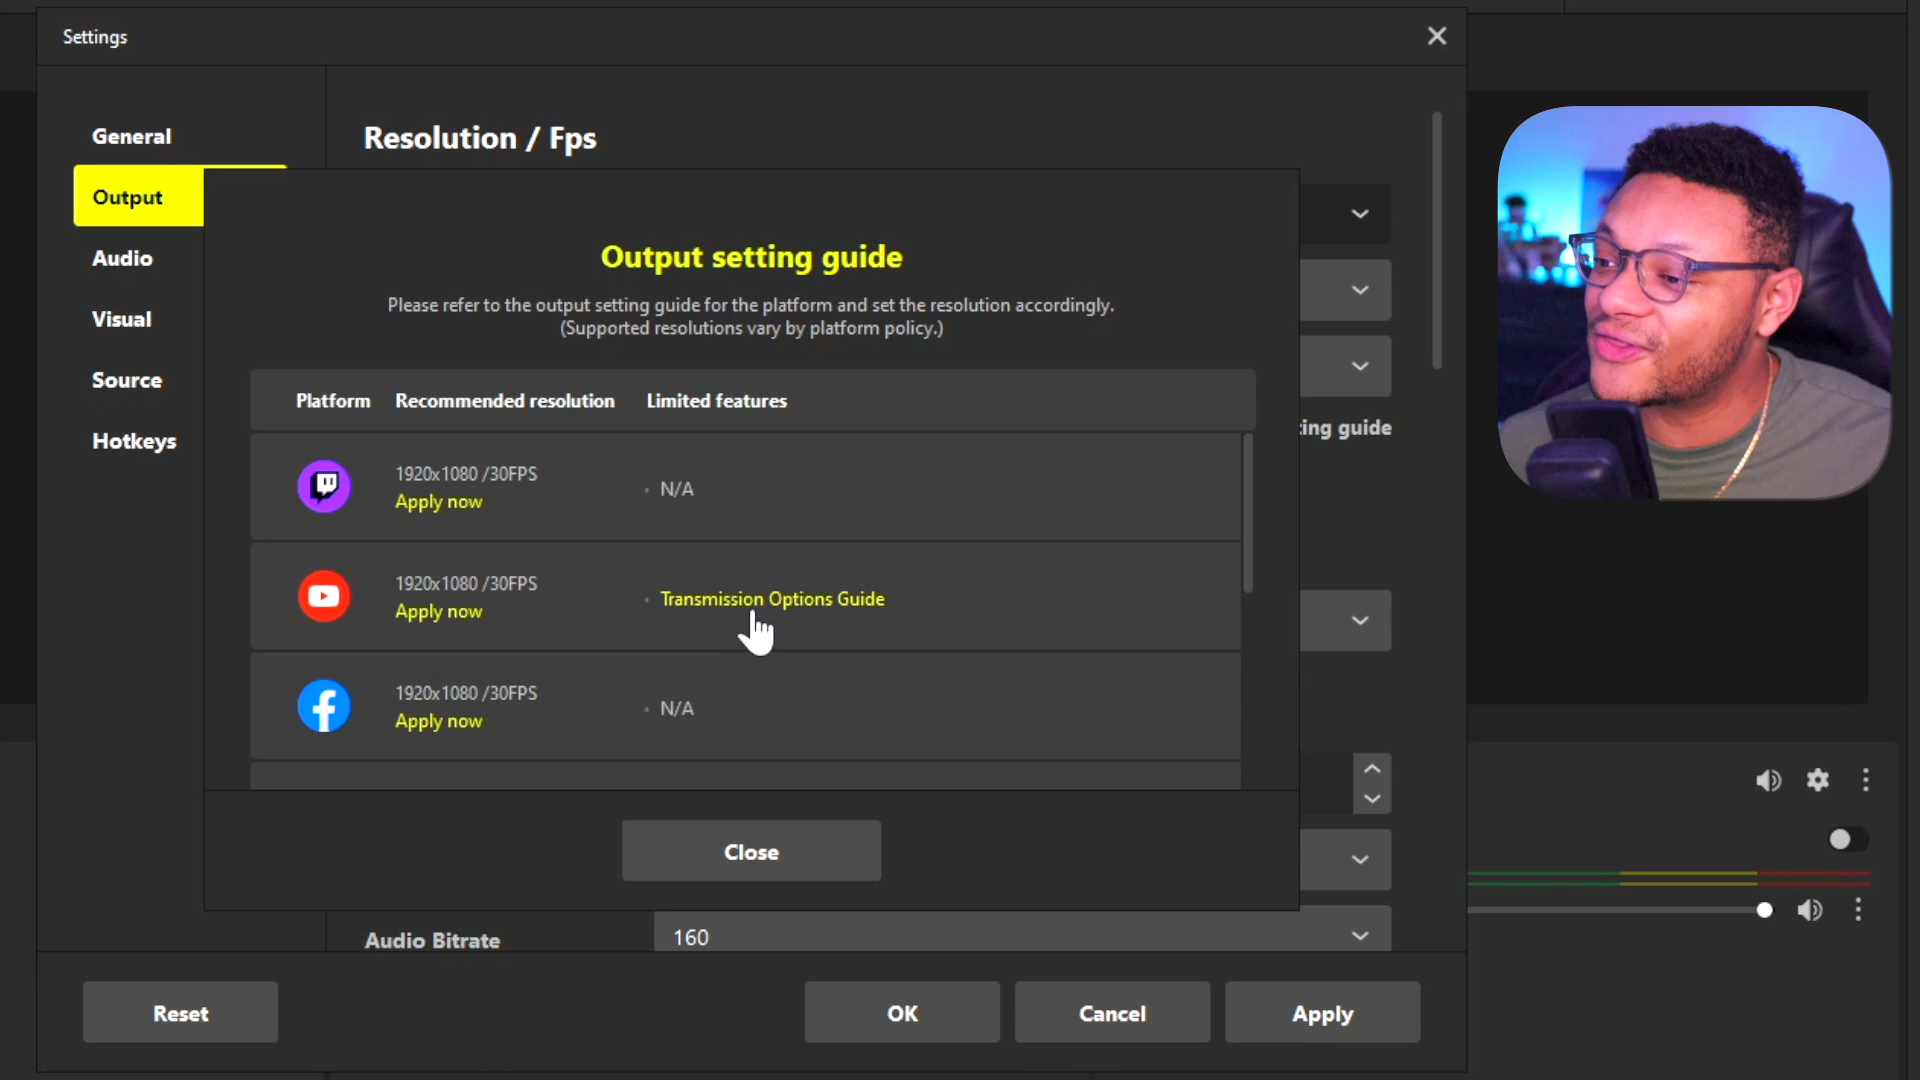 Settings
General
Output
Audio
Visual
Source
Hotkeys
Resolution / Fps
Output setting guide
Please refer to the output setting guide for the platform and set the resolution accordingly.
(Supported resolutions vary by platform policy.)
Platform Recommended resolution Limited features
1920x1080 /30FPS
Apply now
N/A
1920x1080 /30FPS
Apply now
Transmission Options Guide
1920x1080 /30FPS
Apply now
N/A
Close
guide
Audio Bitrate 160
Reset OK Cancel Apply